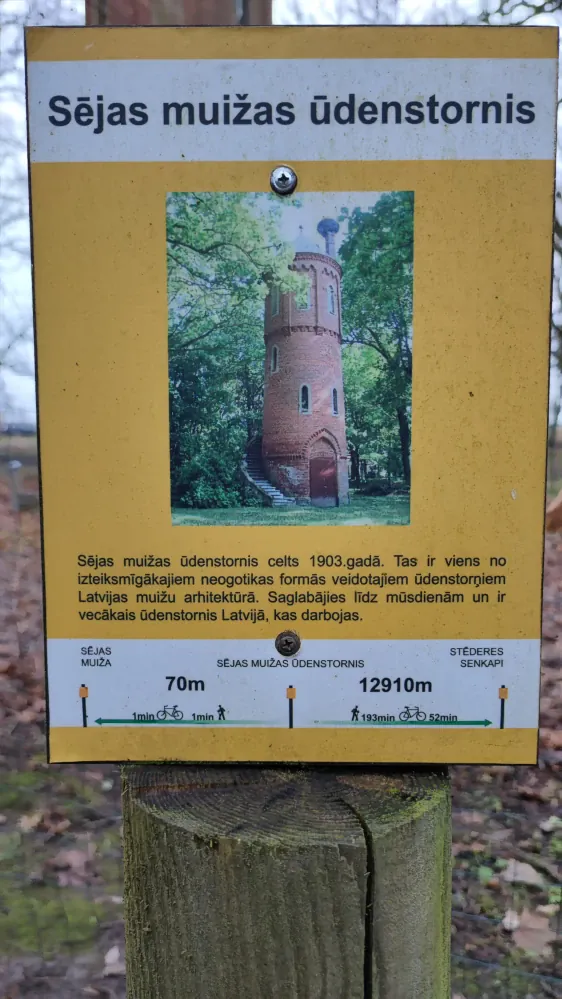 Sējas muižas ūdenstornis
Sējas muižas ūdenstornis celts 1903.gadā. Tas ir viens no
izteiksmīgākajiem neogotikas formās veidotajiem ūdenstorņiem
Latvijas muižu arhitektūrā. Saglabājies līdz mūsdienām un ir
vecākais ūdenstornis Latvijā, kas darbojas.
SĒJAS
MUIŽA
SĒJAS MUIŽAS ŪDENSTORNIS
STĒDERES
SENKAPI
70m
12910m
1min 1min
193min 52min